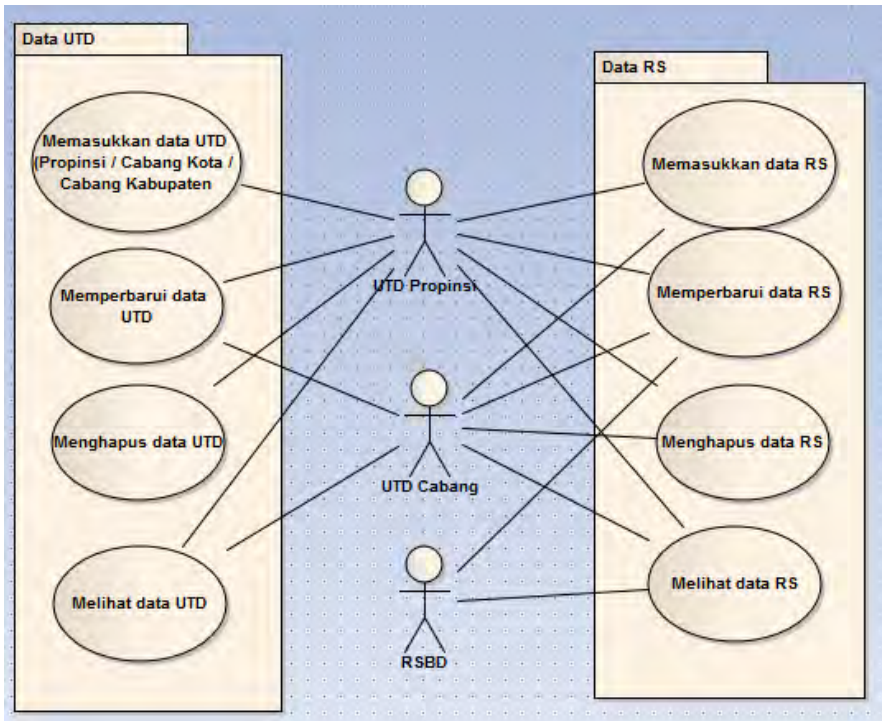 Data UTD
Memasukkan data UTD
(Propinsi / Cabang Kota /
Cabang Kabupaten
Memperbarui data
UTD
Menghapus data UTD
Melihat data UTD
UTD Propinsi
UTD Cabang
RSBD
Data RS
Memasukkan data RS
Memperbarui data RS
Menghapus data RS
Melihat data RS